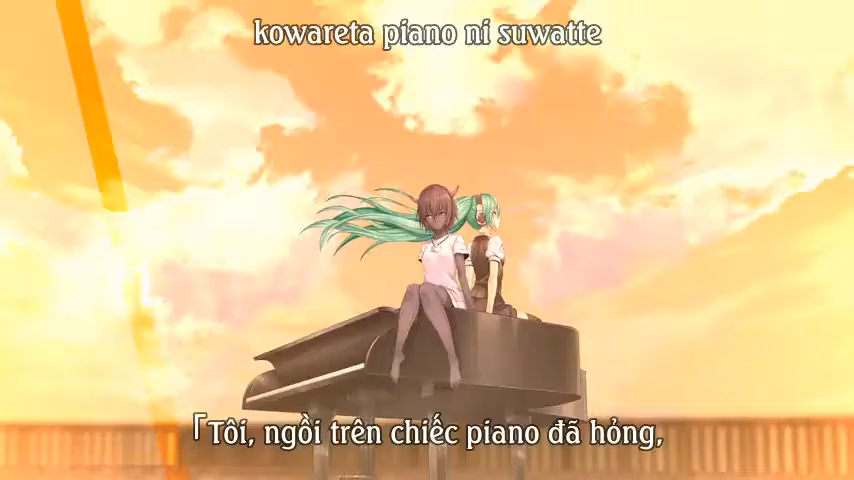 kowareta piano ni suwatte
「Tôi, ngồi trên chiếc piano đã hỏng,